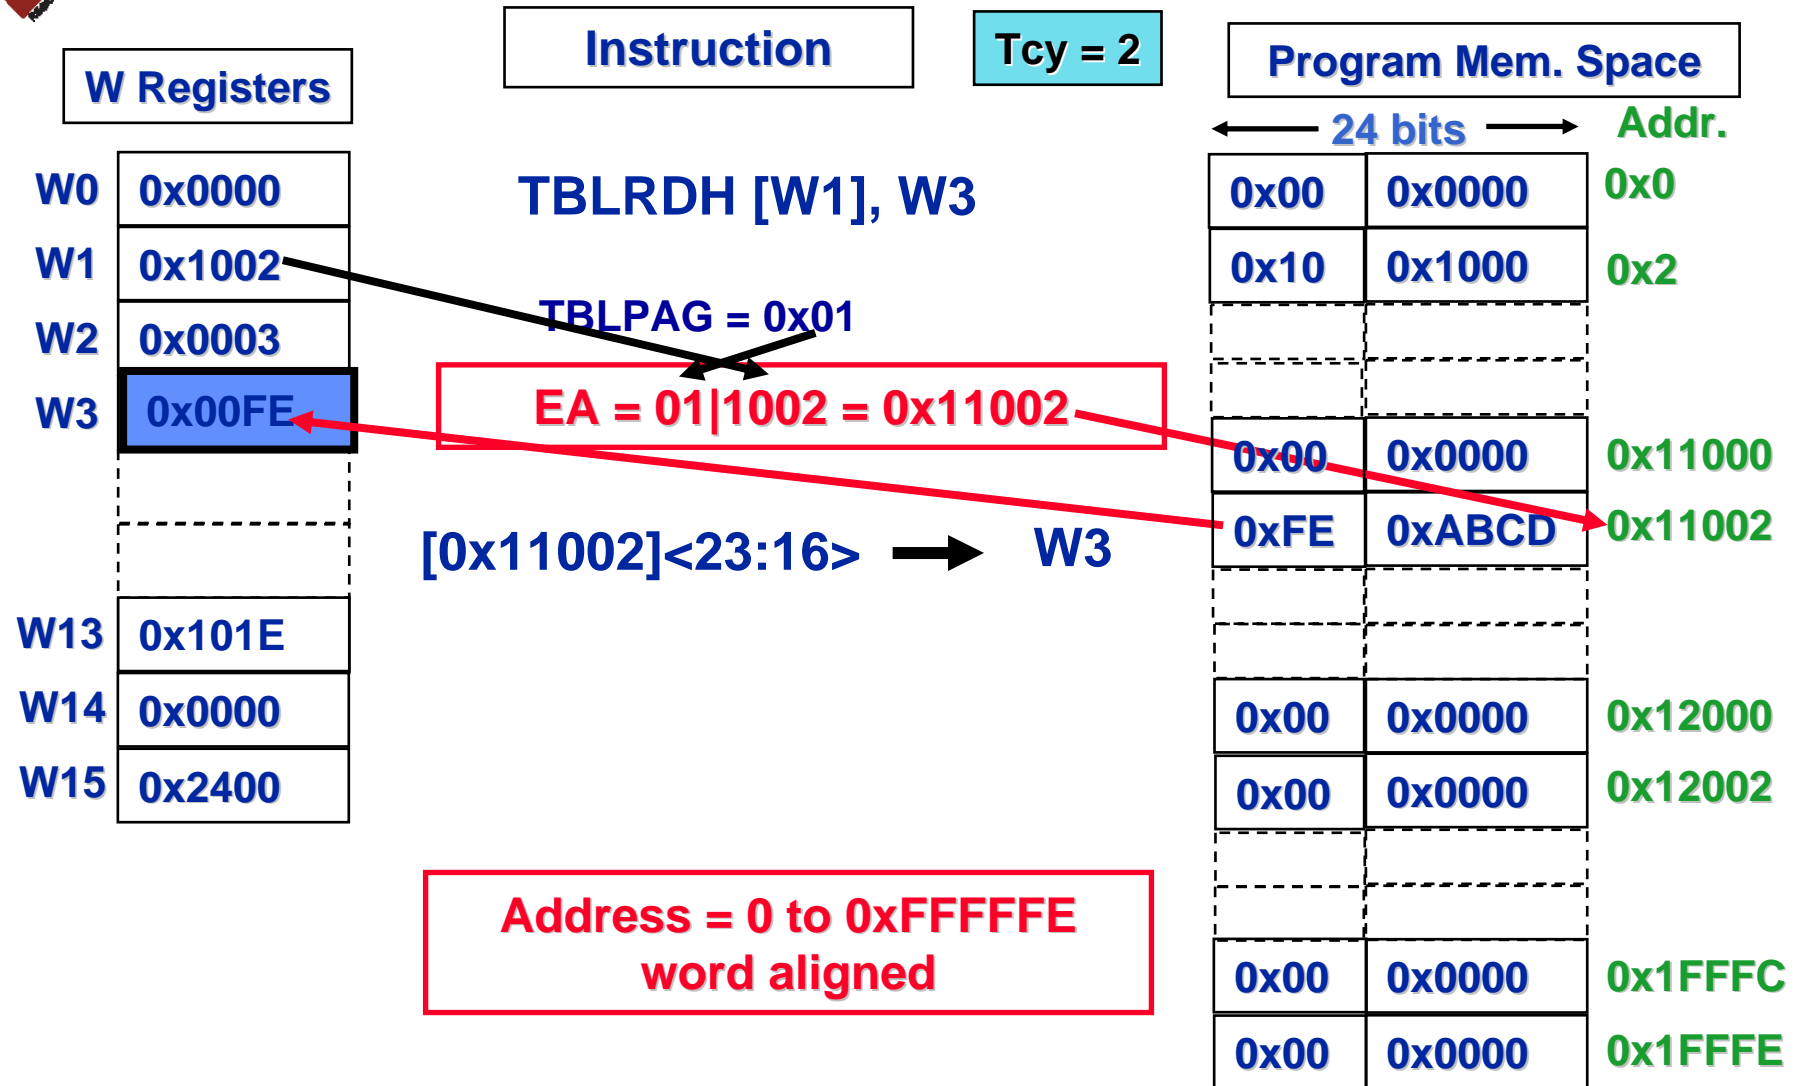 Instruction
Tcy = 2
W Registers
Program Mem. Space
24 bits
Addr.
W0 0x0000
W1 0x1002
W2 0x0003
W3 0x00FE
W13 0x101E
W14 0x0000
W15 0x2400
TBLRDH [W1], W3
TBLPAG = 0x01
EA = 01|1002 = 0x11002
[0x11002]<23:16> W3
Address = 0 to 0xFFFFFE
word aligned
0x00 0x0000 0x0
0x10 0x1000 0x2
0x00 0x0000 0x11000
0xFE 0xABCD 0x11002
0x00 0x0000 0x12000
0x00 0x0000 0x12002
0x00 0x0000 0x1FFFC
0x00 0x0000 0x1FFFE